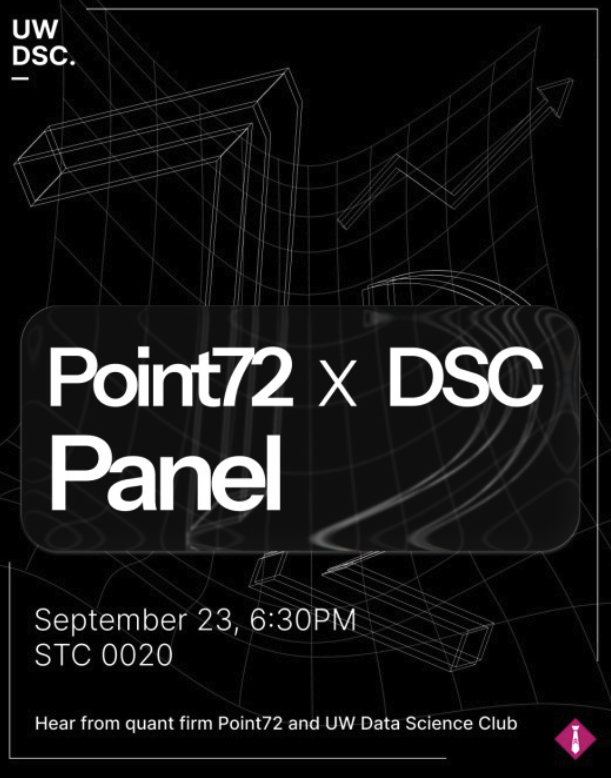 UW
DSC.
Point72 x DSC
Panel
September 23, 6:30PM
STC 0020
Hear from quant firm Point72 and UW Data Science Club